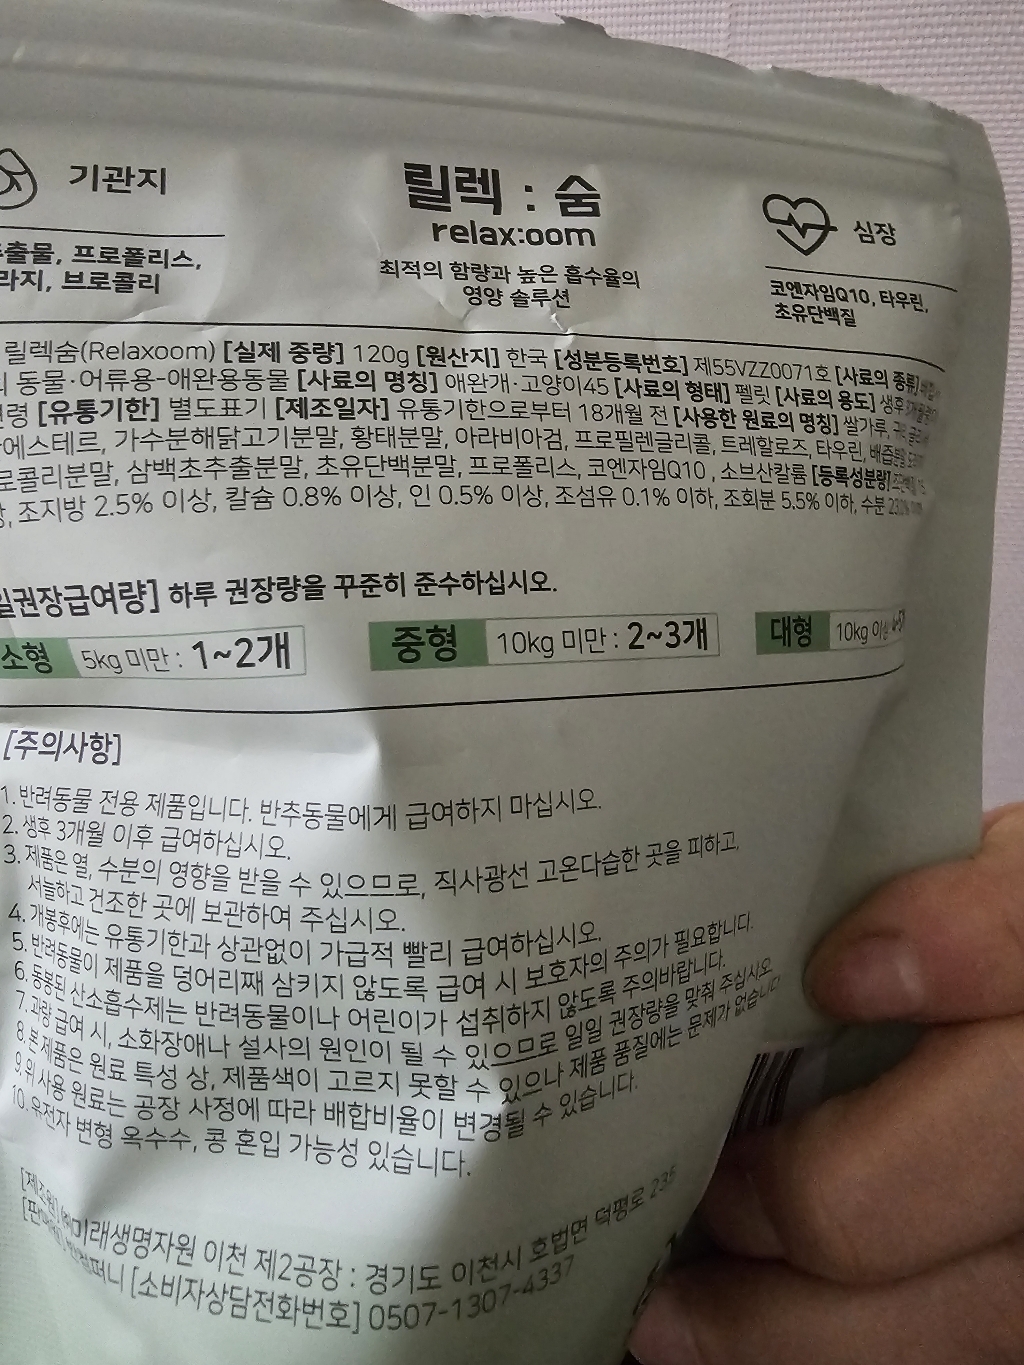 기관지
릴렉 : 숨
relax:oom
최적의 함량과 높은 흡수율의
영양 솔루션
심장
출물, 프로폴리스,
라지, 브로콜리
코엔자임Q10, 타우린,
초유단백질
릴렉숨(Relaxoom) [실제 중량] 120g [원산지] 한국 [성분등록번호] 제55VZZ0071호 [사료의 종류]
동물·어류용-애완용동물 [사료의 명칭] 애완개·고양이45 [사료의 형태] 펠릿 [사료의 용도] 생후
연령 [유통기한] 별도표기 [제조일자] 유통기한으로부터 18개월 전 [사용한 원료의 명칭] 쌀가루,
에스테르, 가수분해닭고기분말, 황태분말, 아라비아검, 프로필렌글리콜, 트레할로즈, 타우린,
로콜리분말, 삼백초추출분말, 초유단백분말, 프로폴리스, 코엔자임Q10, 소브산칼륨 [등록성분량]
조지방 2.5% 이상, 칼슘 0.8% 이상, 인 0.5% 이상, 조섬유 0.1% 이하, 조회분 5.5% 이하, 수분
일권장급여량] 하루 권장량을 꾸준히 준수하십시오.
소형 5kg 미만 : 1~2개 중형 10kg 미만 : 2~3개 대형 10kg 이상
[주의사항]
1. 반려동물 전용 제품입니다. 반추동물에게 급여하지 마십시오.
2. 생후 3개월 이후 급여하십시오.
3. 제품은 열, 수분의 영향을 받을 수 있으므로, 직사광선 고온다습한 곳을 피하고,
서늘하고 건조한 곳에 보관하여 주십시오.
4. 개봉후에는 유통기한과 상관없이 가급적 빨리 급여하십시오.
5. 반려동물이 제품을 덩어리째 삼키지 않도록 급여 시 보호자의 주의가 필요합니다.
6. 동봉된 산소흡수제는 반려동물이나 어린이가 섭취하지 않도록 주의바랍니다.
7. 과량 급여 시, 소화장애나 설사의 원인이 될 수 있으므로 일일 권장량을 맞춰 주십시오
8. 본 제품은 원료 특성 상, 제품색이 고르지 못할 수 있으나 제품 품질에는 문제가 없습니다
9. 위 사용 원료는 공장 사정에 따라 배합비율이 변경될 수 있습니다.
10. 유전자 변형 옥수수, 콩 혼입 가능성 있습니다.
[제조원] ㈜미래생명자원 이천 제2공장 : 경기도 이천시 호법면 덕평로 235
퍼니 [소비자상담전화번호] 0507-1307-4337